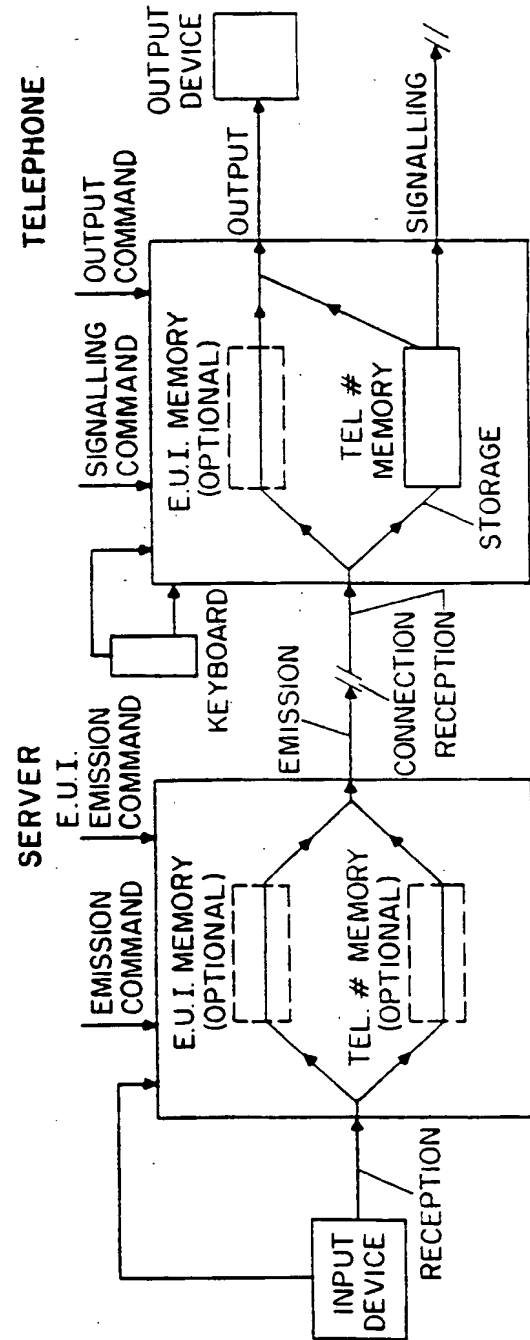 SERVER
EMISSION
COMMAND
E.U.I.
EMISSION
COMMAND
E.U.I. MEMORY
(OPTIONAL)
TEL. # MEMORY
(OPTIONAL)
INPUT
DEVICE
RECEPTION
EMISSION
CONNECTION
RECEPTION
TELEPHONE
KEYBOARD
SIGNALLING
COMMAND
OUTPUT
COMMAND
E.U.I. MEMORY
(OPTIONAL)
TEL #
MEMORY
STORAGE
OUTPUT
OUTPUT
DEVICE
SIGNALLING